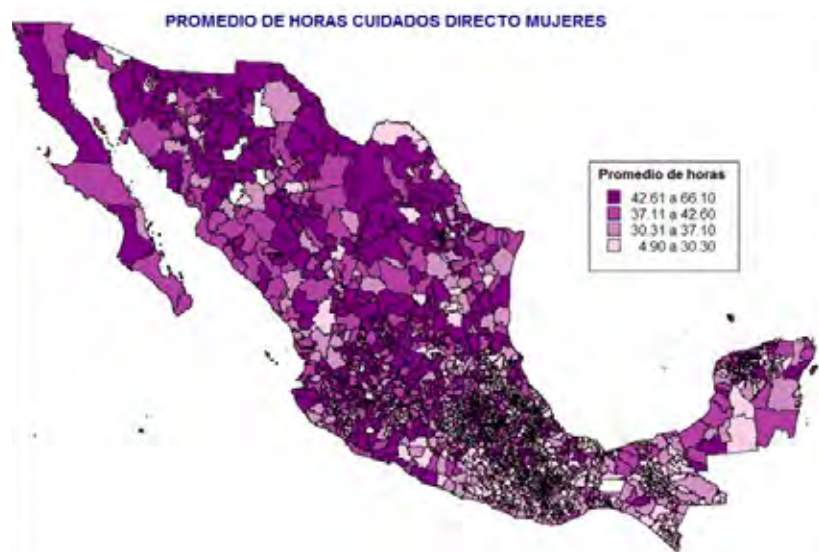 PROMEDIO DE HORAS CUIDADOS DIRECTO MUJERES
Promedio de horas
42.61 a 66.10
37.11 a 42.60
30.31 a 37.10
4.90 a 30.30